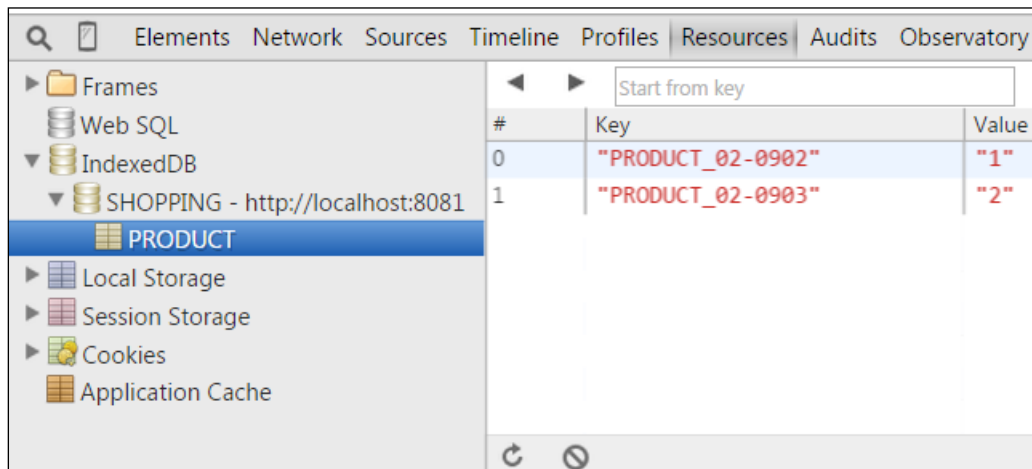 Elements Network Sources Timeline Profiles Resources Audits Observatory
Frames
Web SQL
IndexedDB
SHOPPING - http://localhost:8081
PRODUCT
Local Storage
Session Storage
Cookies
Application Cache
Start from key
# Key Value
0 "PRODUCT_02-0902" "1"
1 "PRODUCT_02-0903" "2"